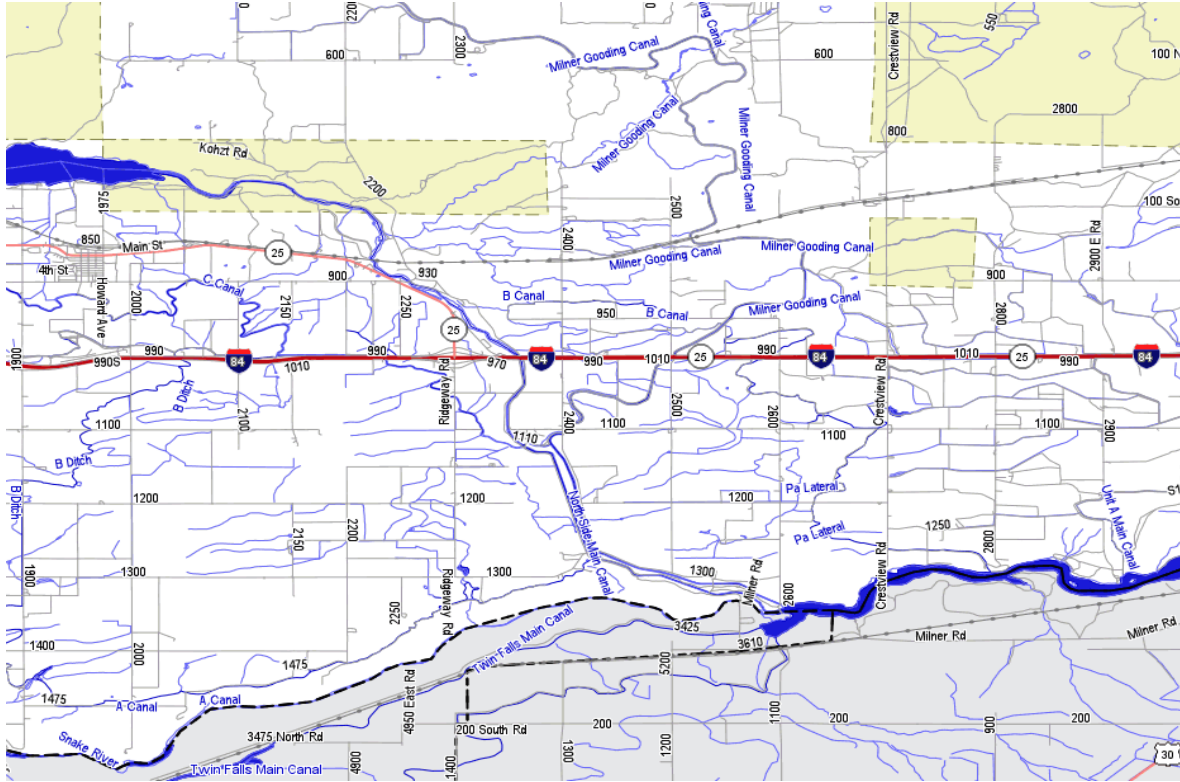 0
2200
0
Canal
Crestview Rd
550
2300
600
Milner Gooding Canal
600
100 N
Milner Gooding Canal
Milner Gooding Canal
2800
800
Kohzt Rd
2200
1975
2500
100 So
850
Main St
25
2400
Milner Gooding Canal
Milner Gooding Canal
2900 E Rd
4th St
900
930
900
C Canal
Howard Ave
2000
2150
2250
B Canal
950
B Canal
Milner Gooding Canal
2800
25
1960
990S
990
84
1010
990
970
84
990
1010
25
990
84
1010
25
990
84
Ridgeway Rd
Crestview Rd
B Ditch
1100
2100
1110
2400
1100
2500
2600
1100
1100
2900
B Ditch
B Ditch
1200
1200
1200
Pa Lateral
Unit A Main Canal
S1
North Side Main Canal
2200
2150
Pa Lateral
1250
2800
Crestview Rd
1900
1300
Ridgeway Rd
1300
1300
Milner Rd
2600
2250
3425
1400
2000
1475
Twin Falls Main Canal
5200
3610
Milner Rd
Milner Rd
1475
A Canal
A Canal
4950 East Rd
Snake River
3475 North Rd
200 South Rd
200
1100
200
900
200
Twin Falls Main Canal
4900
1400
1300
1200
30